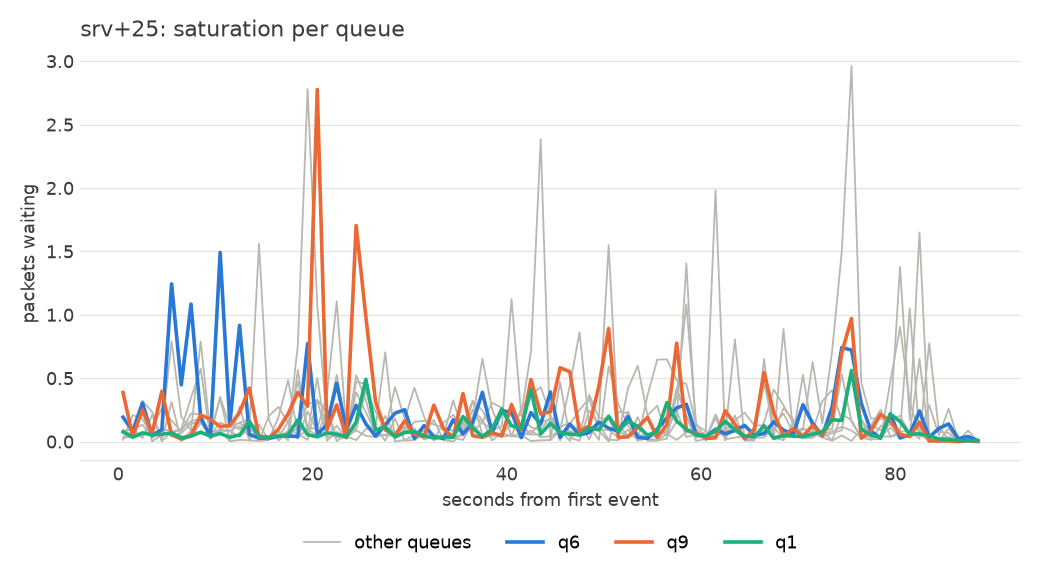 srv+25: saturation per queue
packets waiting
3.0
2.5
2.0
1.5
1.0
0.5
0.0
0 20 40 60 80
seconds from first event
other queues q6 q9 q1